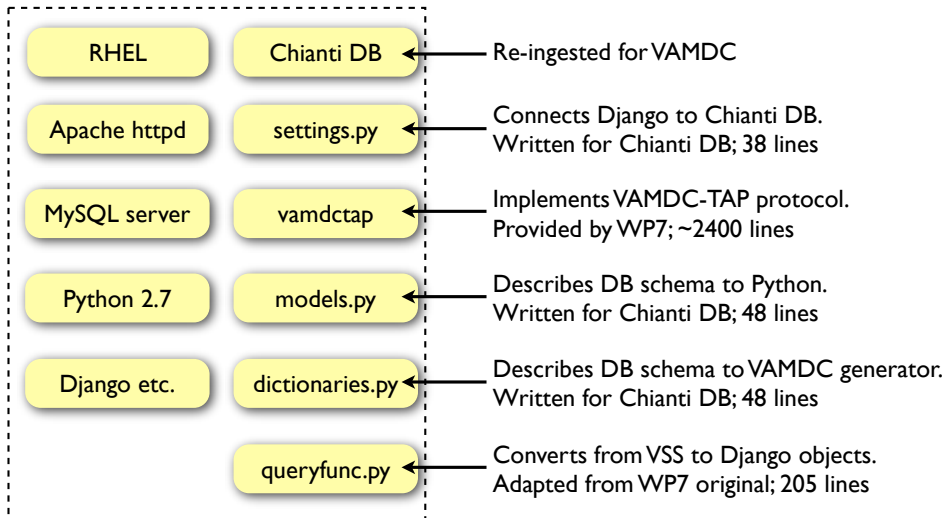 RHEL
Chianti DB
Re-ingested for VAMDC
Apache httpd
settings.py
Connects Django to Chianti DB.
Written for Chianti DB; 38 lines
MySQL server
vamdctap
Implements VAMDC-TAP protocol.
Provided by WP7; ~2400 lines
Python 2.7
models.py
Describes DB schema to Python.
Written for Chianti DB; 48 lines
Django etc.
dictionaries.py
Describes DB schema to VAMDC generator.
Written for Chianti DB; 48 lines
queryfunc.py
Converts from VSS to Django objects.
Adapted from WP7 original; 205 lines